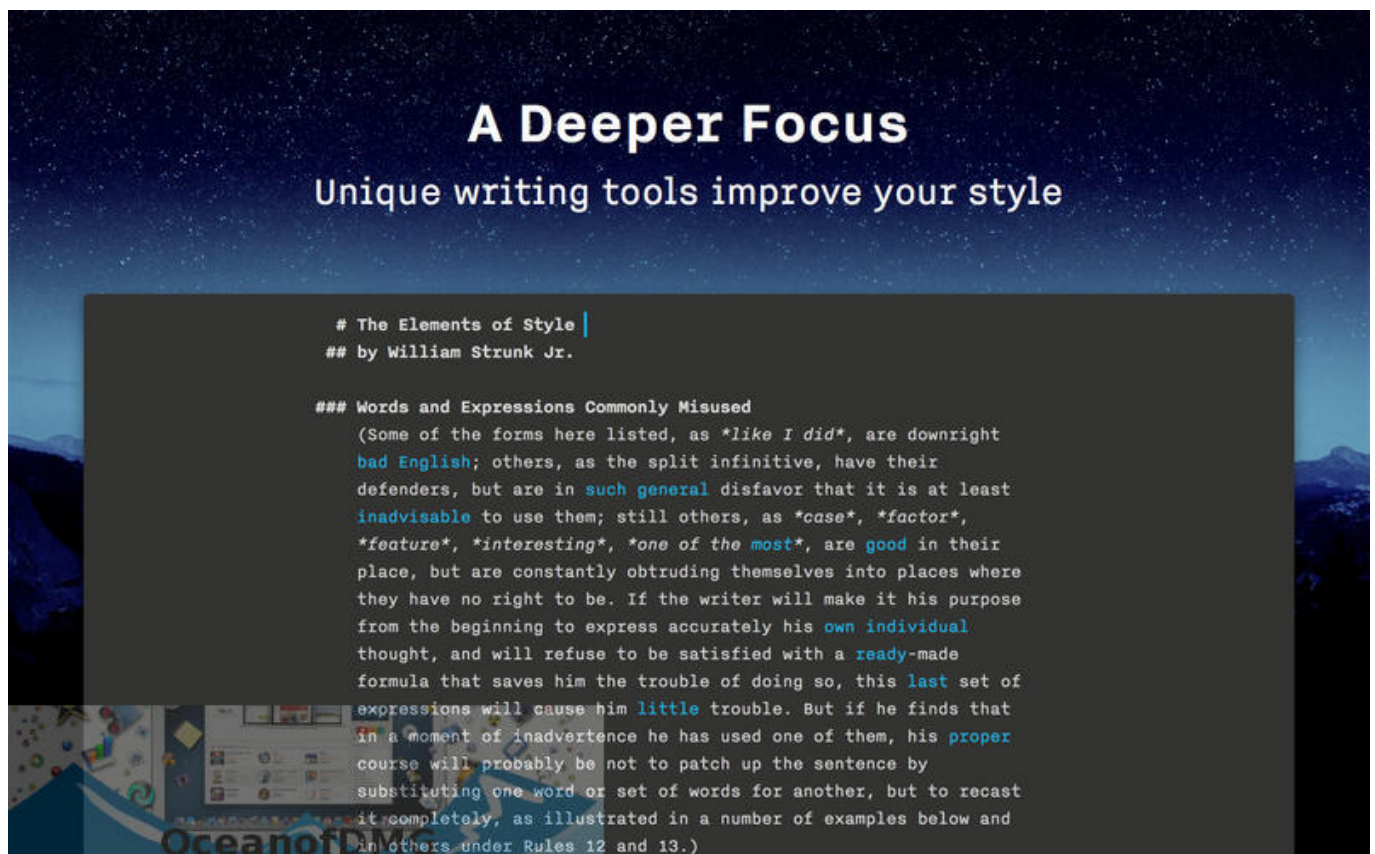 A Deeper Focus
Unique writing tools improve your style
# The Elements of Style
## by William Strunk Jr.
### Words and Expressions Commonly Misused
(Some of the forms here listed, as *like I did*, are downright
bad English; others, as the split infinitive, have their
defenders, but are in such general disfavor that it is at least
inadvisable to use them; still others, as *case*, *factor*,
*feature*, *interesting*, *one of the most*, are good in their
place, but are constantly obtruding themselves into places where
they have no right to be. If the writer will make it his purpose
from the beginning to express accurately his own individual
thought, and will refuse to be satisfied with a ready-made
formula that saves him the trouble of doing so, this last set of
expressions will cause him little trouble. But if he finds that
in a moment of inadvertence he has used one of them, his proper
course will probably be not to patch up the sentence by
substituting one word or set of words for another, but to recast
it completely, as illustrated in a number of examples below and
in others under Rules 12 and 13.)
OceanofDMG